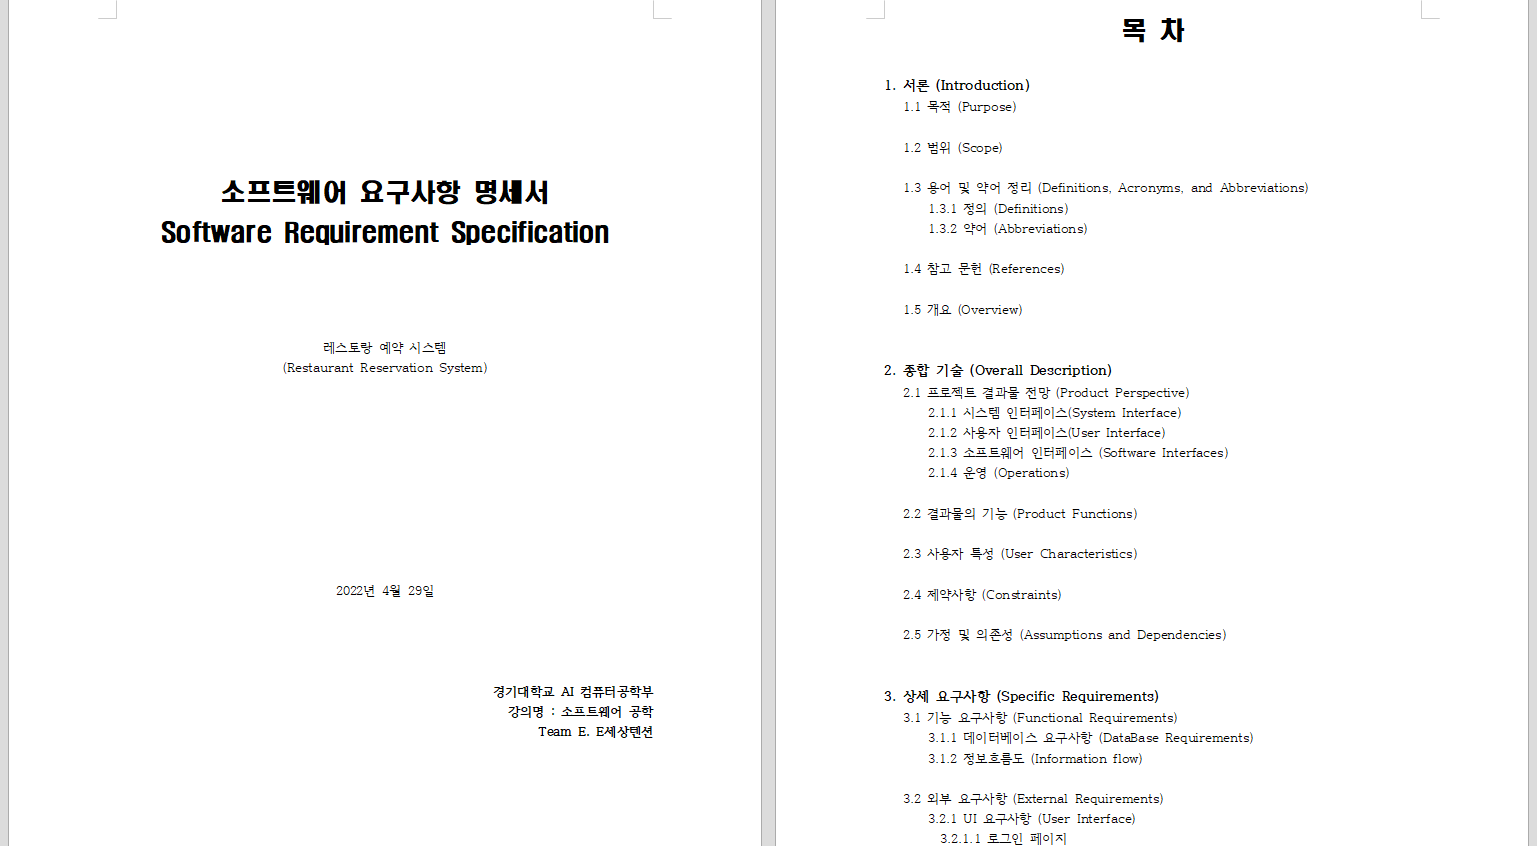 소프트웨어 요구사항 명세서
Software Requirement Specification
레스토랑 예약 시스템
(Restaurant Reservation System)
2022년 4월 29일
경기대학교 AI 컴퓨터공학부
강의명 : 소프트웨어 공학
Team E. E세상텐션
목 차
1. 서론 (Introduction)
1.1 목적 (Purpose)
1.2 범위 (Scope)
1.3 용어 및 약어 정리 (Definitions, Acronyms, and Abbreviations)
1.3.1 정의 (Definitions)
1.3.2 약어 (Abbreviations)
1.4 참고 문헌 (References)
1.5 개요 (Overview)
2. 종합 기술 (Overall Description)
2.1 프로젝트 결과물 전망 (Product Perspective)
2.1.1 시스템 인터페이스(System Interface)
2.1.2 사용자 인터페이스(User Interface)
2.1.3 소프트웨어 인터페이스 (Software Interfaces)
2.1.4 운영 (Operations)
2.2 결과물의 기능 (Product Functions)
2.3 사용자 특성 (User Characteristics)
2.4 제약사항 (Constraints)
2.5 가정 및 의존성 (Assumptions and Dependencies)
3. 상세 요구사항 (Specific Requirements)
3.1 기능 요구사항 (Functional Requirements)
3.1.1 데이터베이스 요구사항 (DataBase Requirements)
3.1.2 정보흐름도 (Information flow)
3.2 외부 요구사항 (External Requirements)
3.2.1 UI 요구사항 (User Interface)
3.2.1.1 로그인 페이지